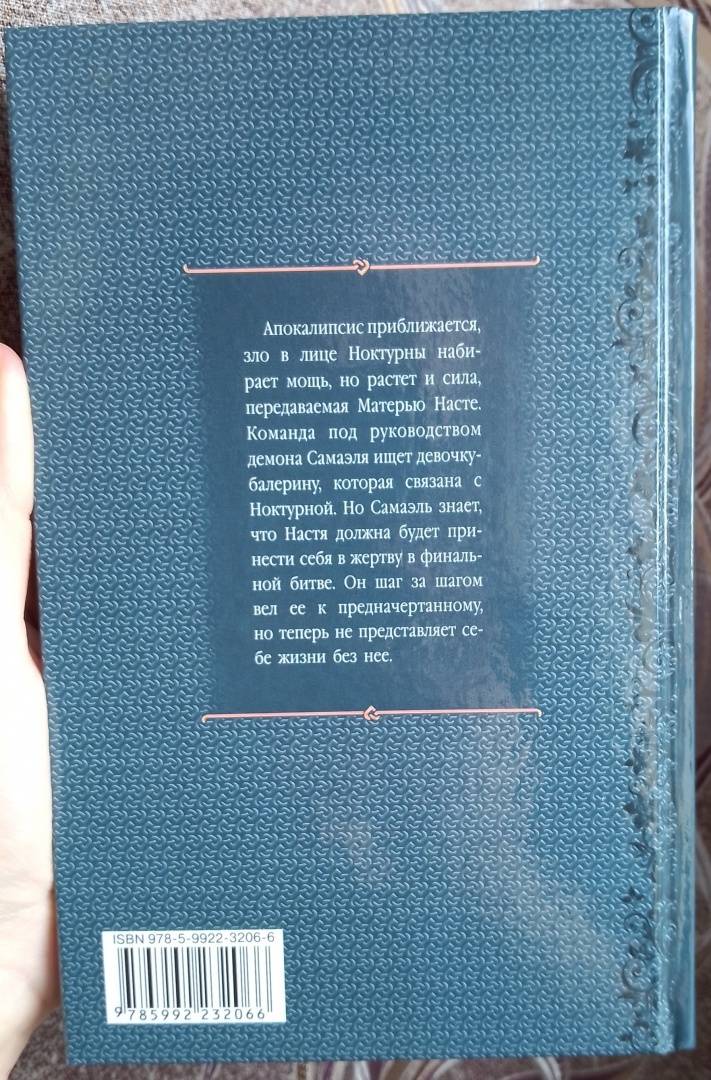 Апокалипсис приближается,
зло в лице Ноктурны наби-
рает мощь, но растет и сила,
передаваемая Матерью Насте.
Команда под руководством
демона Самаэля ищет девочку-
балерину, которая связана с
Ноктурной. Но Самаэль знает,
что Настя должна будет при-
нести себя в жертву в финаль-
ной битве. Он шаг за шагом
вел ее к предначертанному,
но теперь не представляет се-
бе жизни без нее.
ISBN 978-5-9922-3206-6
9 785992 232066